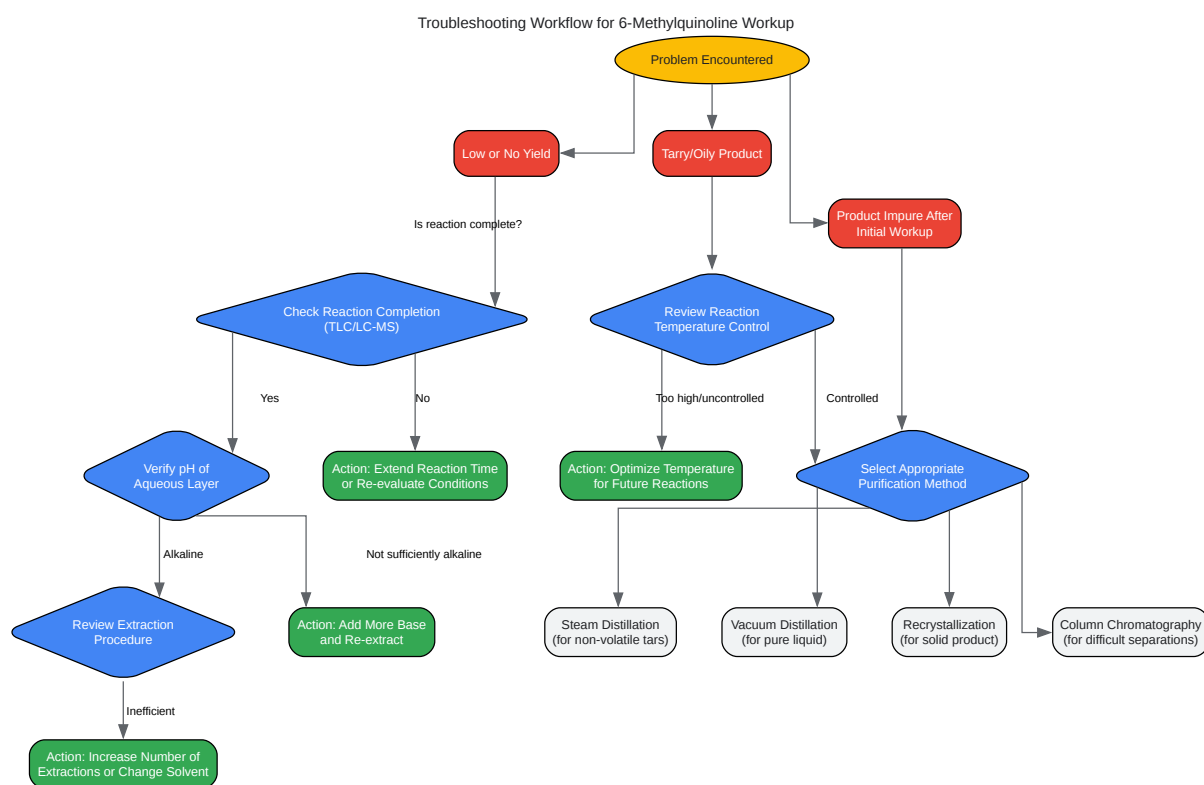 Troubleshooting Workflow for 6-Methylquinoline Workup
Problem Encountered
Low or No Yield
Tarry/Oily Product
Product Impure After
Initial Workup
Is reaction complete?
Check Reaction Completion
(TLC/LC-MS)
Review Reaction
Temperature Control
Yes
No
Too high/uncontrolled
Controlled
Verify pH of
Aqueous Layer
Action: Extend Reaction Time
or Re-evaluate Conditions
Action: Optimize Temperature
for Future Reactions
Select Appropriate
Purification Method
Alkaline
Not sufficiently alkaline
Review Extraction
Procedure
Action: Add More Base
and Re-extract
Steam Distillation
(for non-volatile tars)
Vacuum Distillation
(for pure liquid)
Recrystallization
(for solid product)
Column Chromatography
(for difficult separations)
Inefficient
Action: Increase Number of
Extractions or Change Solvent